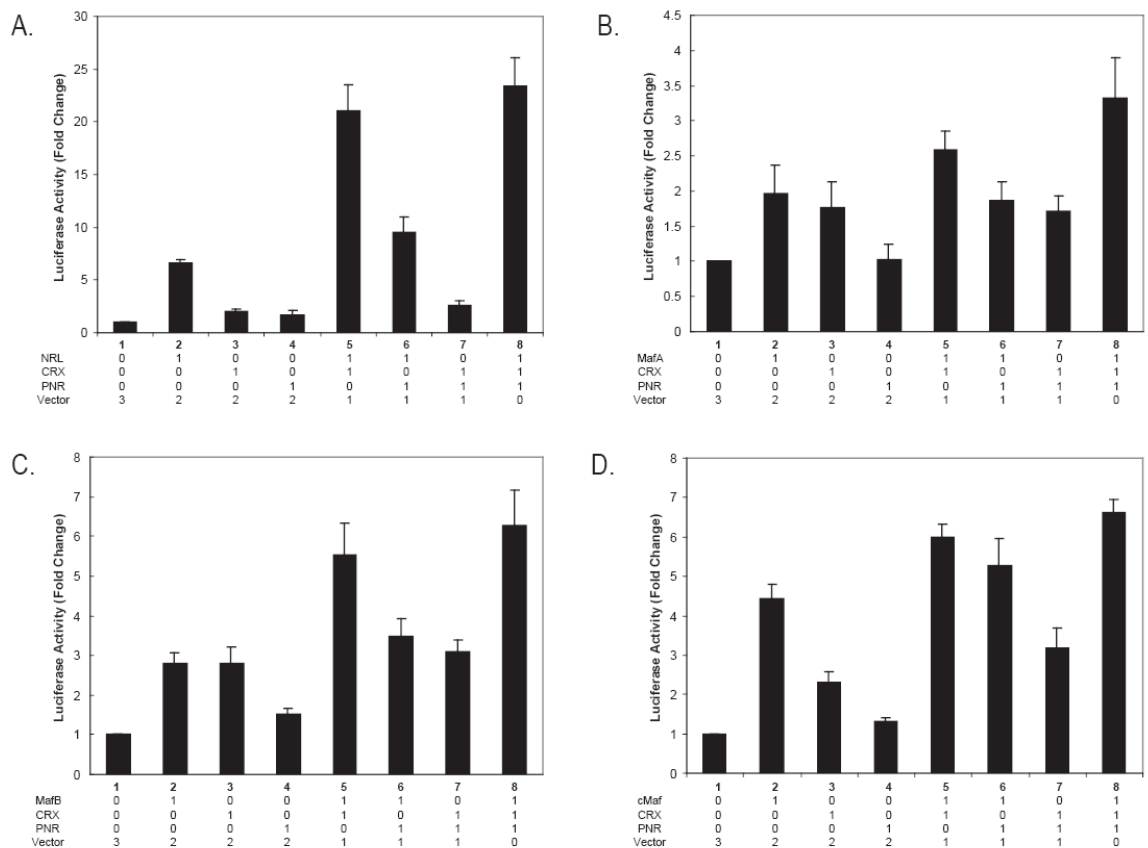 A.
Luciferase Activity (Fold Change)
30
25
20
15
10
5
0
1 2 3 4 5 6 7 8
NRL 0 1 0 0 1 1 0 1
CRX 0 0 1 0 1 0 1 1
PNR 0 0 0 1 0 1 1 1
Vector 3 2 2 2 1 1 1 0
B.
Luciferase Activity (Fold Change)
4.5
4
3.5
3
2.5
2
1.5
1
0.5
0
1 2 3 4 5 6 7 8
MafA 0 1 0 0 1 1 0 1
CRX 0 0 1 0 1 0 1 1
PNR 0 0 0 1 0 1 1 1
Vector 3 2 2 2 1 1 1 0
C.
Luciferase Activity (Fold Change)
8
7
6
5
4
3
2
1
0
1 2 3 4 5 6 7 8
MafB 0 1 0 0 1 1 0 1
CRX 0 0 1 0 1 0 1 1
PNR 0 0 0 1 0 1 1 1
Vector 3 2 2 2 1 1 1 0
D.
Luciferase Activity (Fold Change)
8
7
6
5
4
3
2
1
0
1 2 3 4 5 6 7 8
cMaf 0 1 0 0 1 1 0 1
CRX 0 0 1 0 1 0 1 1
PNR 0 0 0 1 0 1 1 1
Vector 3 2 2 2 1 1 1 0